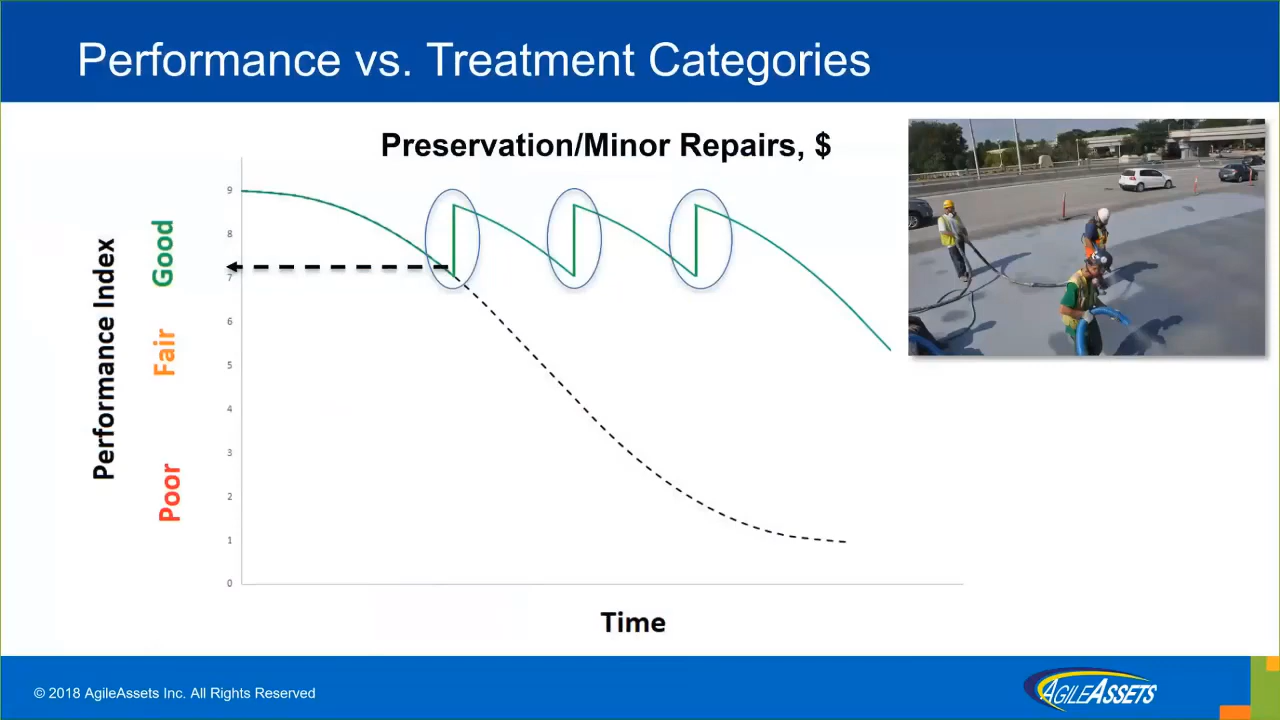 Performance vs. Treatment Categories
Preservation/Minor Repairs, $
Performance Index
Good
Fair
Poor
9
8
7
6
5
4
3
2
1
0
Time
© 2018 AgileAssets Inc. All Rights Reserved
AGILEASSETS